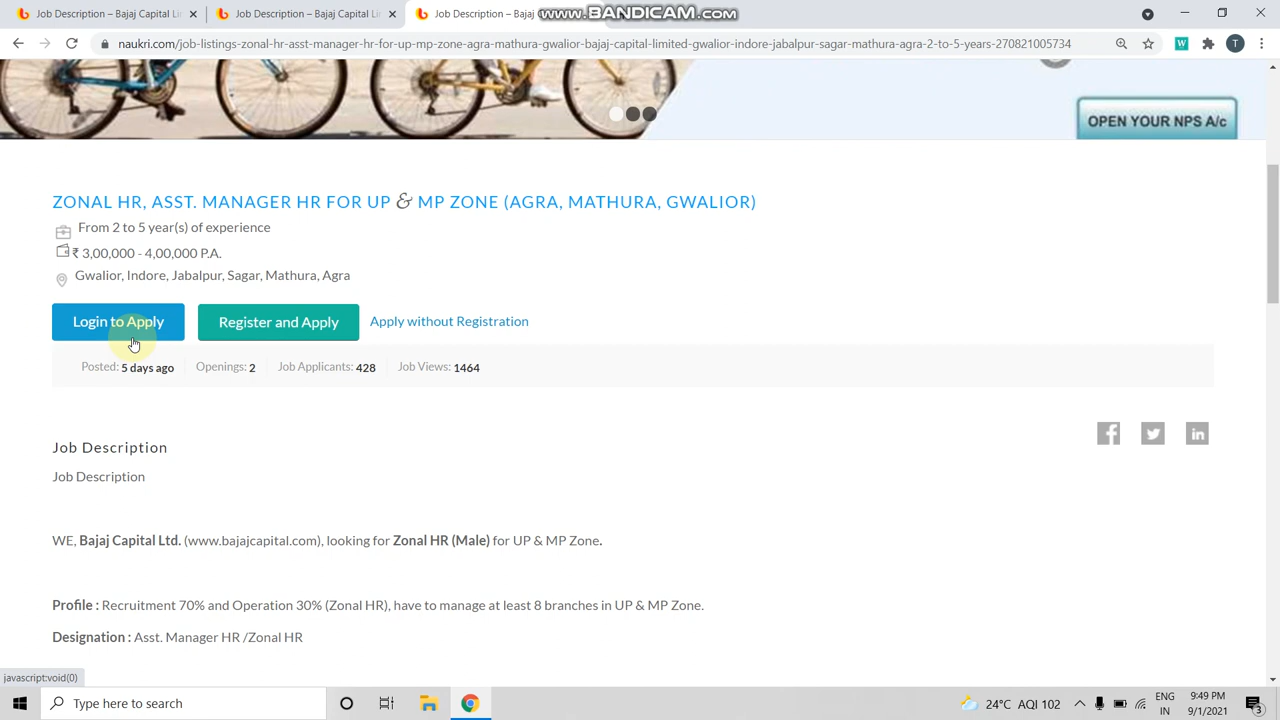 Job Description – Bajaj Capital Li
Job Description – Bajaj Capital Li
Job Description – Bajaj
www.BANDICAM.com
naukri.com/job-listings-zonal-hr-asst-manager-hr-for-up-mp-zone-agra-mathura-gwalior-bajaj-capital-limited-gwalior-indore-jabalpur-sagar-mathura-agra-2-to-5-years-270821005734
W
T
OPEN YOUR NPS A/c
ZONAL HR, ASST. MANAGER HR FOR UP & MP ZONE (AGRA, MATHURA, GWALIOR)
From 2 to 5 year(s) of experience
₹ 3,00,000 - 4,00,000 P.A.
Gwalior, Indore, Jabalpur, Sagar, Mathura, Agra
Login to Apply
Register and Apply
Apply without Registration
Posted: 5 days ago
Openings: 2
Job Applicants: 428
Job Views: 1464
f
in
Job Description
Job Description
WE, Bajaj Capital Ltd. (www.bajajcapital.com), looking for Zonal HR (Male) for UP & MP Zone.
Profile : Recruitment 70% and Operation 30% (Zonal HR), have to manage at least 8 branches in UP & MP Zone.
Designation : Asst. Manager HR /Zonal HR
javascript:void(0)
Type here to search
24°C AQI 102
ENG
IN
9:49 PM
9/1/2021
3